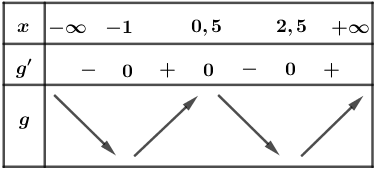 x −∞ −1 0,5 2,5 +∞
g′ − 0 + 0 − 0 +
g